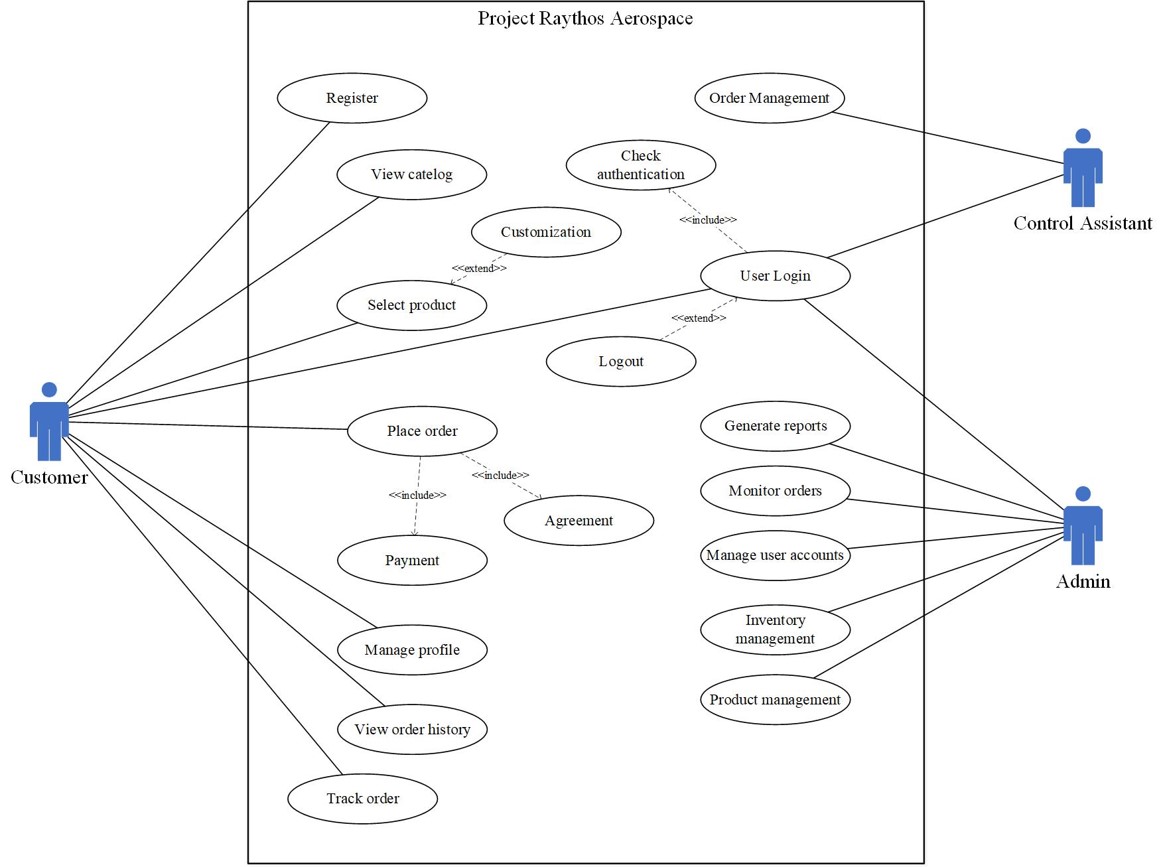 Project Raythos Aerospace
Register
Order Management
Check
authentication
View catelog
<<include>>
Control Assistant
Customization
<<extend>>
User Login
Select product
<<extend>>
Logout
Place order
Generate reports
Customer
<<include>>
<<include>>
Monitor orders
Agreement
Payment
Manage user accounts
Admin
Inventory
management
Manage profile
Product management
View order history
Track order